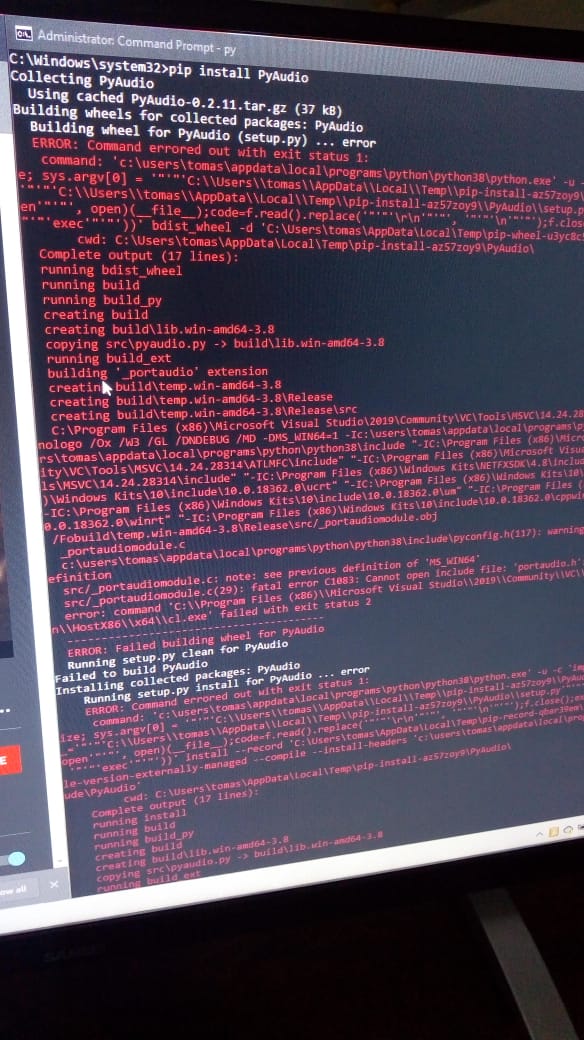 Administrator: Command Prompt - py
C:\Windows\system32>pip install PyAudio
Collecting PyAudio
Using cached PyAudio-0.2.11.tar.gz (37 kB)
Building wheels for collected packages: PyAudio
Building wheel for PyAudio (setup.py) ... error
ERROR: Command errored out with exit status 1:
command: 'c:\users\tomas\appdata\local\programs\python\python38\python.exe' -u -
e; sys.argv[0] = '"'"'C:\\Users\\tomas\\AppData\\Local\\Temp\\pip-install-az57zoy9
'"'"'C:\\Users\\tomas\\AppData\\Local\\Temp\\pip-install-az57zoy9\\PyAudio\\setup.p
en'"'"', open)(__file__);code=f.read().replace('"'"'\r\n'"'"', '"'"'\n'"'"');f.close
'"'"'exec'"'"'))' bdist_wheel -d 'C:\Users\tomas\AppData\Local\Temp\pip-wheel-u3yc8c
cwd: C:\Users\tomas\AppData\Local\Temp\pip-install-az57zoy9\PyAudio\
Complete output (17 lines):
running bdist_wheel
running build
running build_py
creating build
creating build\lib.win-amd64-3.8
copying src\pyaudio.py -> build\lib.win-amd64-3.8
running build_ext
building '_portaudio' extension
creating build\temp.win-amd64-3.8
creating build\temp.win-amd64-3.8\Release
creating build\temp.win-amd64-3.8\Release\src
C:\Program Files (x86)\Microsoft Visual Studio\2019\Community\VC\Tools\MSVC\14.24.28
nologo /Ox /W3 /GL /DNDEBUG /MD -DMS_WIN64=1 -Ic:\users\tomas\appdata\local\programs\p
rs\tomas\appdata\local\programs\python\python38\include "-IC:\Program Files (x86)\Micr
ity\VC\Tools\MSVC\14.24.28314\ATLMFC\include" "-IC:\Program Files (x86)\Microsoft Visua
ls\MSVC\14.24.28314\include" "-IC:\Program Files (x86)\Windows Kits\NETFXSDK\4.8\includ
)\Windows Kits\10\include\10.0.18362.0\ucrt" "-IC:\Program Files (x86)\Windows Kits\10
-IC:\Program Files (x86)\Windows Kits\10\include\10.0.18362.0\um" "-IC:\Program Files (
0.0.18362.0\winrt" "-IC:\Program Files (x86)\Windows Kits\10\include\10.0.18362.0\cppwi
/Fobuild\temp.win-amd64-3.8\Release\src/_portaudiomodule.obj
_portaudiomodule.c
c:\users\tomas\appdata\local\programs\python\python38\include\pyconfig.h(117): warning
efinition
src/_portaudiomodule.c: note: see previous definition of 'MS_WIN64'
src/_portaudiomodule.c(29): fatal error C1083: Cannot open include file: 'portaudio.h'
error: command 'C:\\Program Files (x86)\\Microsoft Visual Studio\\2019\\Community\\VC\\
n\\HostX86\\x64\\cl.exe' failed with exit status 2
----------------------------------------
ERROR: Failed building wheel for PyAudio
Running setup.py clean for PyAudio
Failed to build PyAudio
Installing collected packages: PyAudio
Running setup.py install for PyAudio ... error
ERROR: Command errored out with exit status 1:
command: 'c:\users\tomas\appdata\local\programs\python\python38\python.exe' -u -c 'im
ize; sys.argv[0] = '"'"'C:\\Users\\tomas\\AppData\\Local\\Temp\\pip-install-az57zoy9\\PyAu
='"'"'C:\\Users\\tomas\\AppData\\Local\\Temp\\pip-install-az57zoy9\\PyAudio\\setup.py'"'"'
open'"'"', open)(__file__);code=f.read().replace('"'"'\r\n'"'"', '"'"'\n'"'"');f.close();
'"'"'exec'"'"'))' install --record 'C:\Users\tomas\AppData\Local\Temp\pip-record-
le-version-externally-managed --compile --install-headers 'c:\users\tomas\appdata\local\pro
ude\PyAudio'
cwd: C:\Users\tomas\AppData\Local\Temp\pip-install-az57zoy9\PyAudio\
Complete output (17 lines):
running install
running build
running build_py
creating build
creating build\lib.win-amd64-3.8
copying src\pyaudio.py -> build\lib.win-amd64-3.8
running build_ext
E
ow all